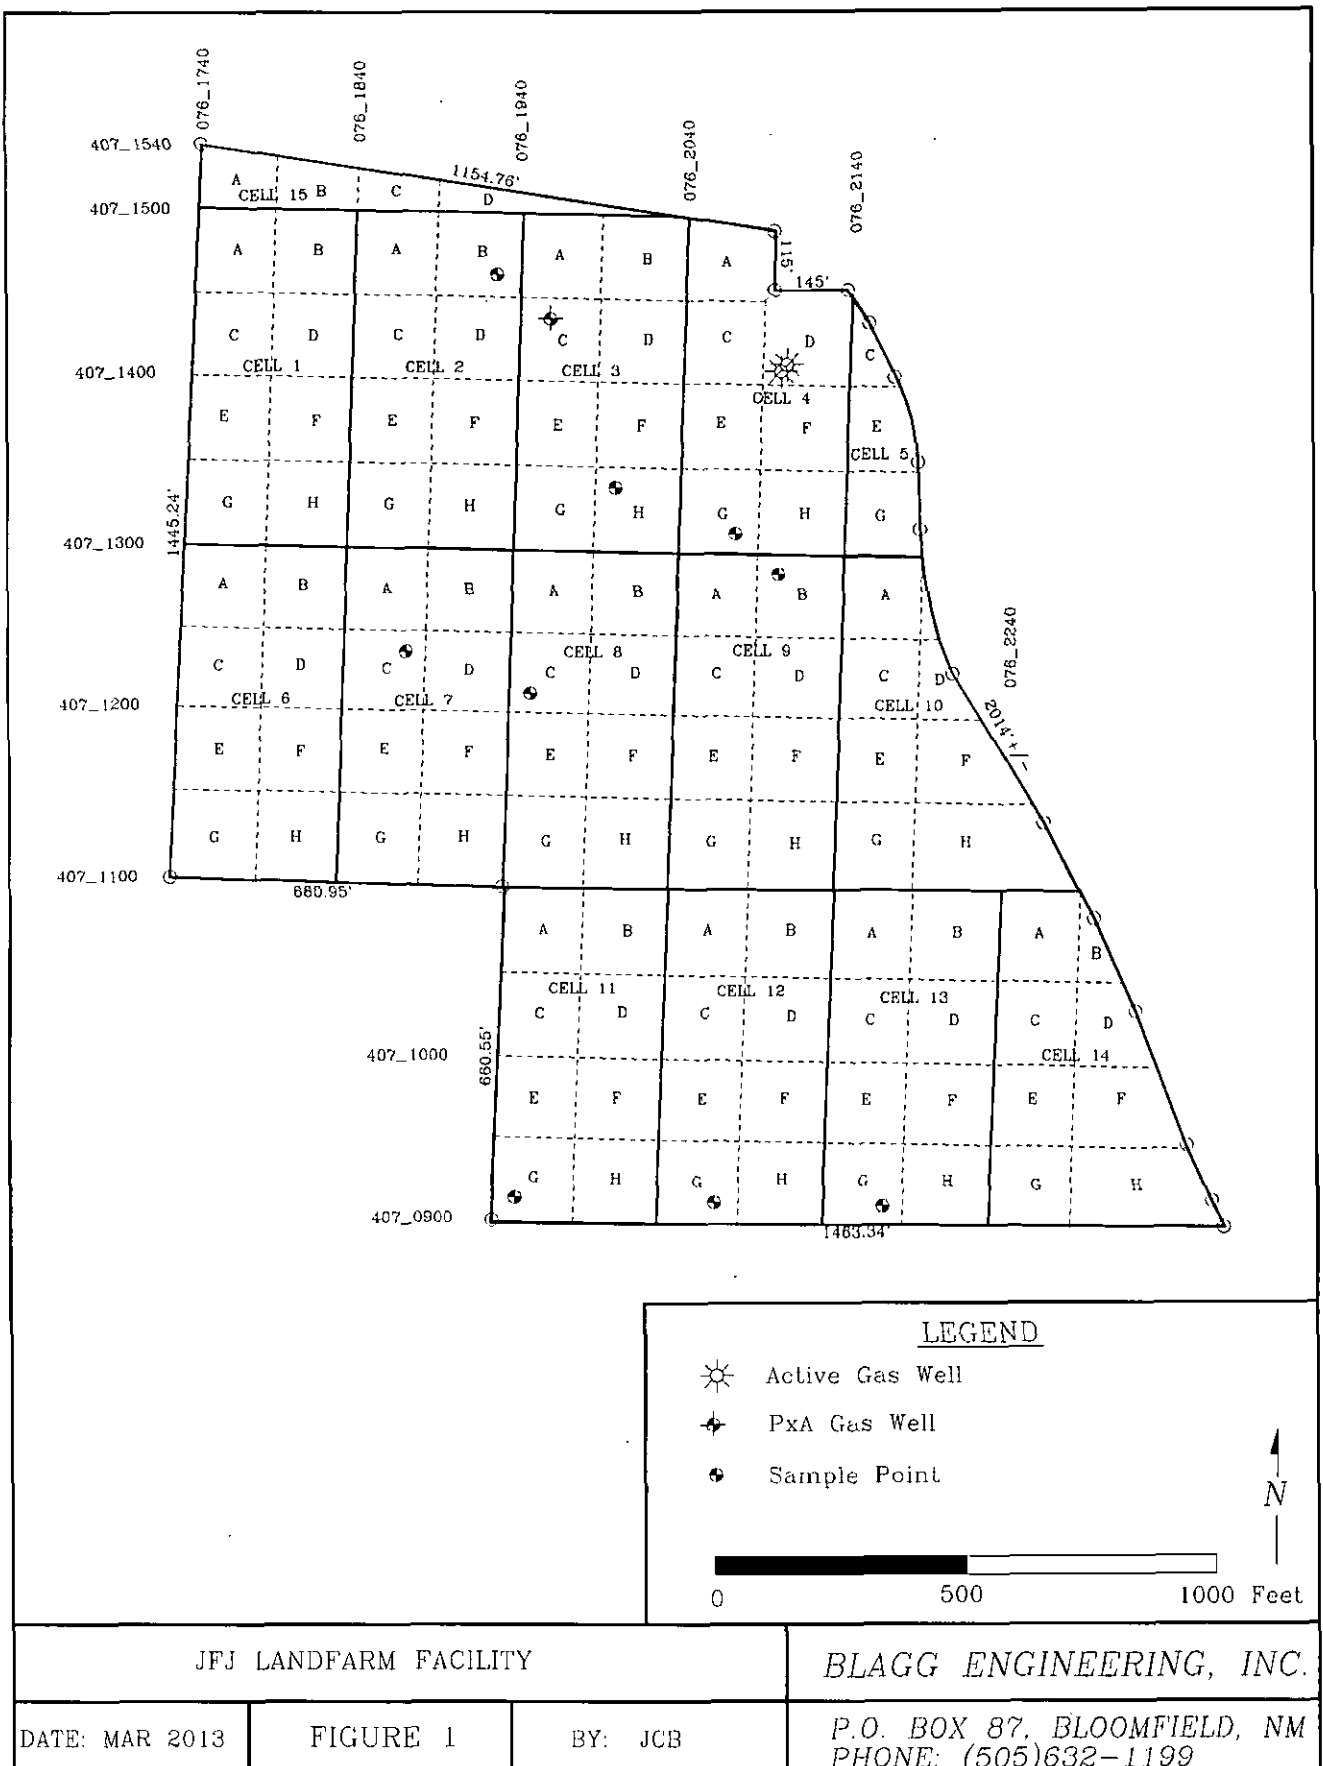 076_1740
076_1840
076_1940
076_2040
076_2140
407_1540
1154.76'
A B C D
CELL 15
407_1500
115'
A B A B A B A
145'
C D C D C D C D C
CELL 1 CELL 2 CELL 3
407_1400
CELL 4
E F E F E F E F E
CELL 5
G H G H G H G H G
1445.24'
407_1300
A B A B A B A B A
076_2240
CELL 8 CELL 9
C D C D C D C D C D
CELL 6 CELL 7 CELL 10
407_1200
2014'+/-
E F E F E F E F E F
G H G H G H G H G H
407_1100
680.95'
A B A B A B A B
CELL 11 CELL 12 CELL 13
C D C D C D C D
660.55'
407_1000
CELL 14
E F E F E F E F
G H G H G H G H
407_0900
1463.34'
LEGEND
Active Gas Well
PxA Gas Well
Sample Point
N
0 500 1000 Feet
JFJ LANDFARM FACILITY
BLAGG ENGINEERING, INC.
DATE: MAR 2013
FIGURE 1
BY: JCB
P.O. BOX 87, BLOOMFIELD, NM
PHONE: (505)632-1199